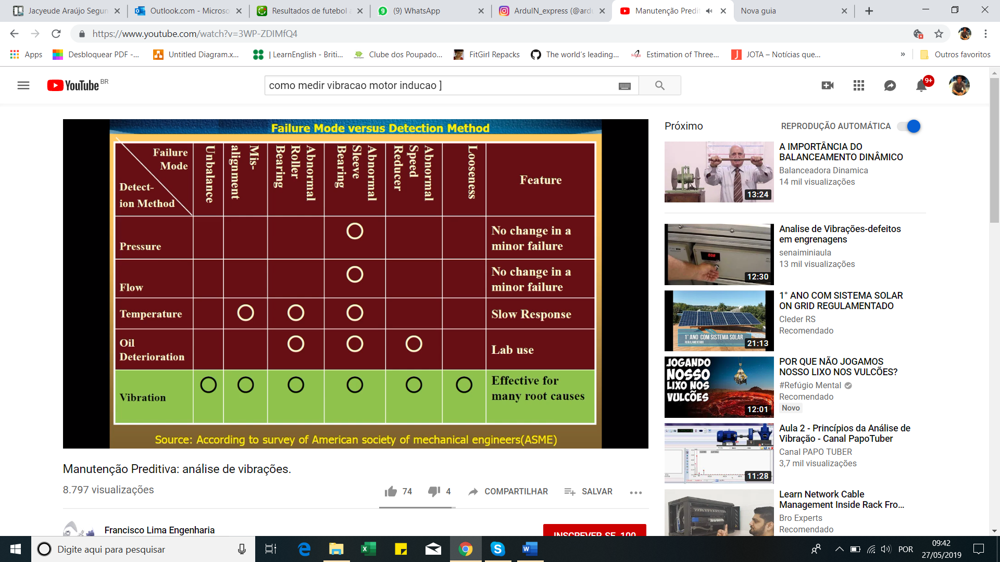 Jacyeude Araújo Segun
Outlook.com - Microso
Resultados de futebol a
(9) WhatsApp
ArduIN_express (@ardu
Manutenção Predit
Nova guia
https://www.youtube.com/watch?v=3WP-ZDIMfQ4
Apps
Desbloquear PDF -...
Untitled Diagram.x...
| LearnEnglish - Briti...
Clube dos Poupado...
FitGirl Repacks
The world's leading...
Estimation of Three...
JOTA – Notícias que...
»
Outros favoritos
YouTube BR
como medir vibracao motor inducao ]
9+
Failure Mode versus Detection Method
Failure
Mode
Detect-
ion Method
Unbalance
Mis-
alignment
Abnormal
Roller
Bearing
Abnormal
Sleeve
Bearing
Abnormal
Speed
Reducer
Looseness
Feature
Pressure
No change in a
minor failure
Flow
No change in a
minor failure
Temperature
Slow Response
Oil
Deterioration
Lab use
Vibration
Effective for
many root causes
Source: According to survey of American society of mechanical engineers(ASME)
Manutenção Preditiva: análise de vibrações.
8.797 visualizações
74
4
COMPARTILHAR
SALVAR
Francisco Lima Engenharia
INSCREVER-SE 100
Próximo
REPRODUÇÃO AUTOMÁTICA
13:24
A IMPORTÂNCIA DO
BALANCEAMENTO DINÂMICO
Balanceadora Dinamica
14 mil visualizações
12:30
Analise de Vibrações-defeitos
em engrenagens
senaiminiaula
13 mil visualizações
1° ANO COM SISTEMA SOLAR
REGULAMENTADO
21:13
1° ANO COM SISTEMA SOLAR
ON GRID REGULAMENTADO
Cleder RS
Recomendado
JOGANDO
NOSSO
LIXO NOS
VULCÕES
12:01
POR QUE NÃO JOGAMOS
NOSSO LIXO NOS VULCÕES?
#Refúgio Mental
Recomendado
Novo
11:28
Aula 2 - Princípios da Análise de
Vibração - Canal PapoTuber
Canal PAPO TUBER
3,7 mil visualizações
Learn Network Cable
Management Inside Rack Fro...
Bro Experts
Recomendado
Digite aqui para pesquisar
POR
09:42
27/05/2019